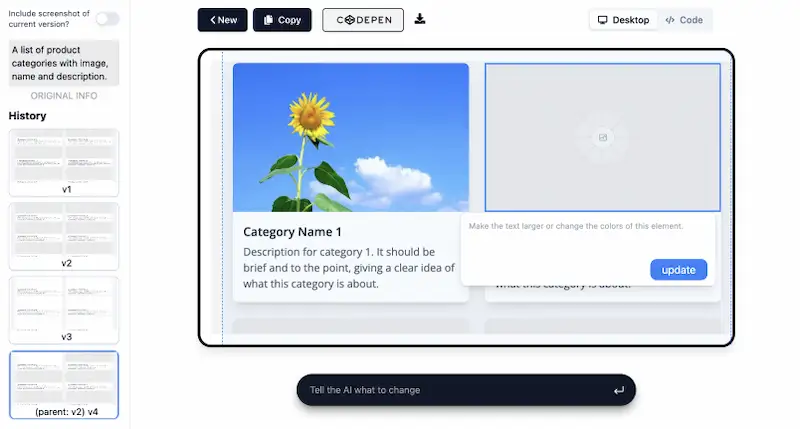 Include screenshot of
current version?
A list of product
categories with image,
name and description.
ORIGINAL INFO
History
v1
v2
v3
(parent: v2) v4
New
Copy
CODEPEN
Desktop
Code
Category Name 1
Description for category 1. It should be
brief and to the point, giving a clear idea of
what this category is about.
Make the text larger or change the colors of this element.
update
what this category is about.
Tell the AI what to change